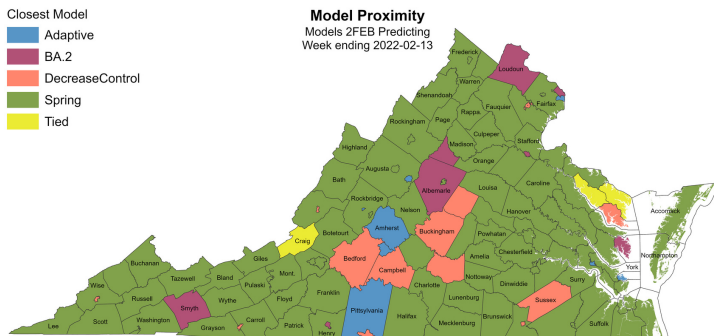 Closest Model
Adaptive
BA.2
DecreaseControl
Spring
Tied
Model Proximity
Models 2FEB Predicting
Week ending 2022-02-13
Frederick
Loudoun
Warren
Shenandoah
Fauquier
Fairfax
Rappa.
Page
Rockingham
Culpeper
Stafford
Madison
Highland
Orange
Augusta
Bath
Albemarle
Louisa
Caroline
Rockbridge
Nelson
Accomack
Hanover
Amherst
Buckingham
Powhatan
Craig
Botetourt
Chesterfield
Northampton
Bedford
Amelia
York
Giles
Buchanan
Campbell
Mont.
Nottoway
Tazewell
Bland
Dinwiddie
Surry
Wise
Pulaski
Charlotte
Franklin
Russell
Wythe
Floyd
Lunenburg
Sussex
Smyth
Pittsylvania
Halifax
Brunswick
Scott
Washington
Carroll
Patrick
Mecklenburg
Suffolk
Lee
Grayson
Henry